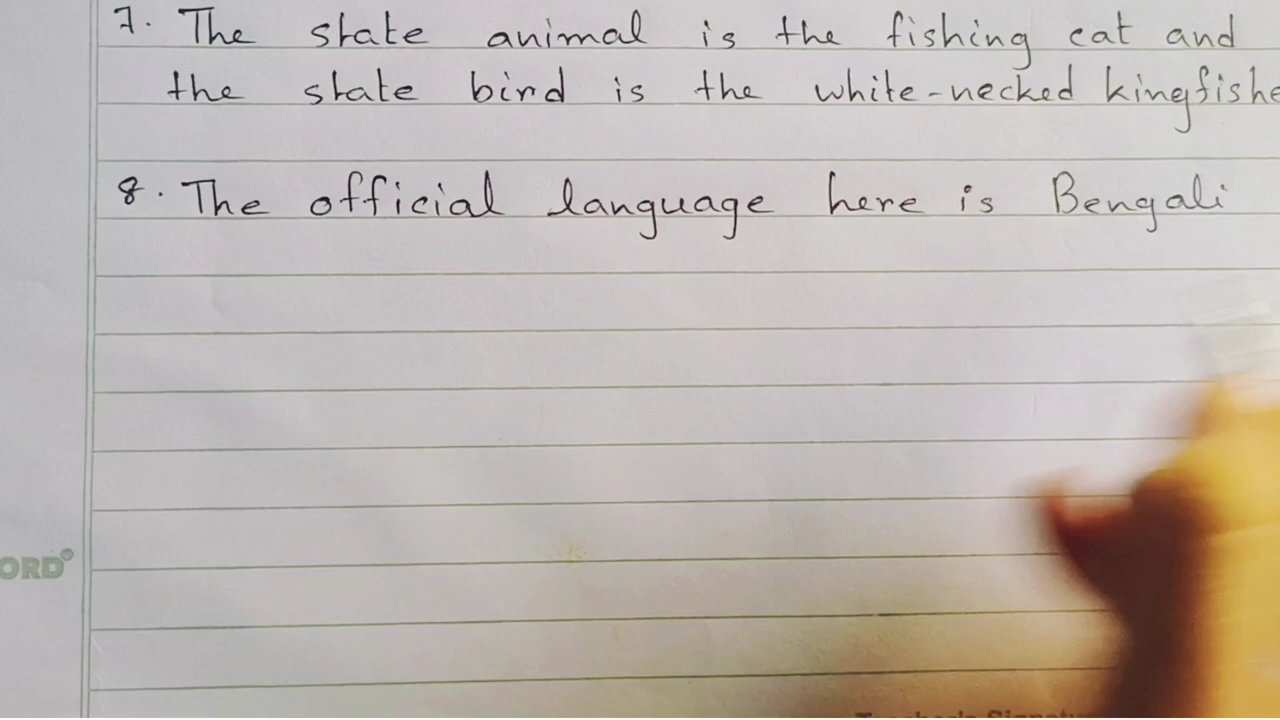 7. The state animal is the fishing cat and
the state bird is the white-necked kingfishe
8. The official language here is Bengali
ORD®